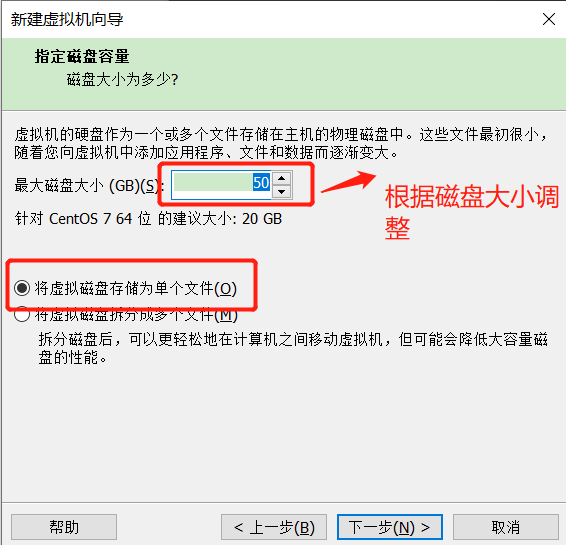 新建虚拟机向导
指定磁盘容量
磁盘大小为多少?
虚拟机的硬盘作为一个或多个文件存储在主机的物理磁盘中。这些文件最初很小，
随着您向虚拟机中添加应用程序、文件和数据而逐渐变大。
最大磁盘大小 (GB)(S): 50
根据磁盘大小调
整
针对 CentOS 7 64 位 的建议大小: 20 GB
将虚拟磁盘存储为单个文件(O)
将虚拟磁盘拆分成多个文件(M)
拆分磁盘后，可以更轻松地在计算机之间移动虚拟机，但可能会降低大容量磁
盘的性能。
帮助 < 上一步(B) 下一步(N) > 取消